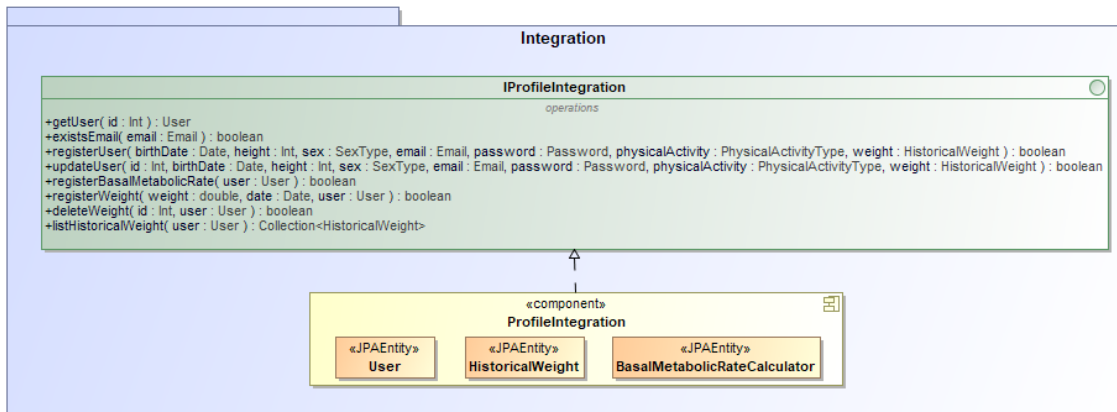 Integration
IProfileIntegration
operations
+getUser( id : Int ) : User
+existsEmail( email : Email ) : boolean
+registerUser( birthDate : Date, height : Int, sex : SexType, email : Email, password : Password, physicalActivity : PhysicalActivityType, weight : HistoricalWeight ) : boolean
+updateUser( id : Int, birthDate : Date, height : Int, sex : SexType, email : Email, password : Password, physicalActivity : PhysicalActivityType, weight : HistoricalWeight ) : boolean
+registerBasalMetabolicRate( user : User ) : boolean
+registerWeight( weight : double, date : Date, user : User ) : boolean
+deleteWeight( id : Int, user : User ) : boolean
+listHistoricalWeight( user : User ) : Collection<HistoricalWeight>
«component»
ProfileIntegration
«JPAEntity» «JPAEntity» «JPAEntity»
User HistoricalWeight BasalMetabolicRateCalculator